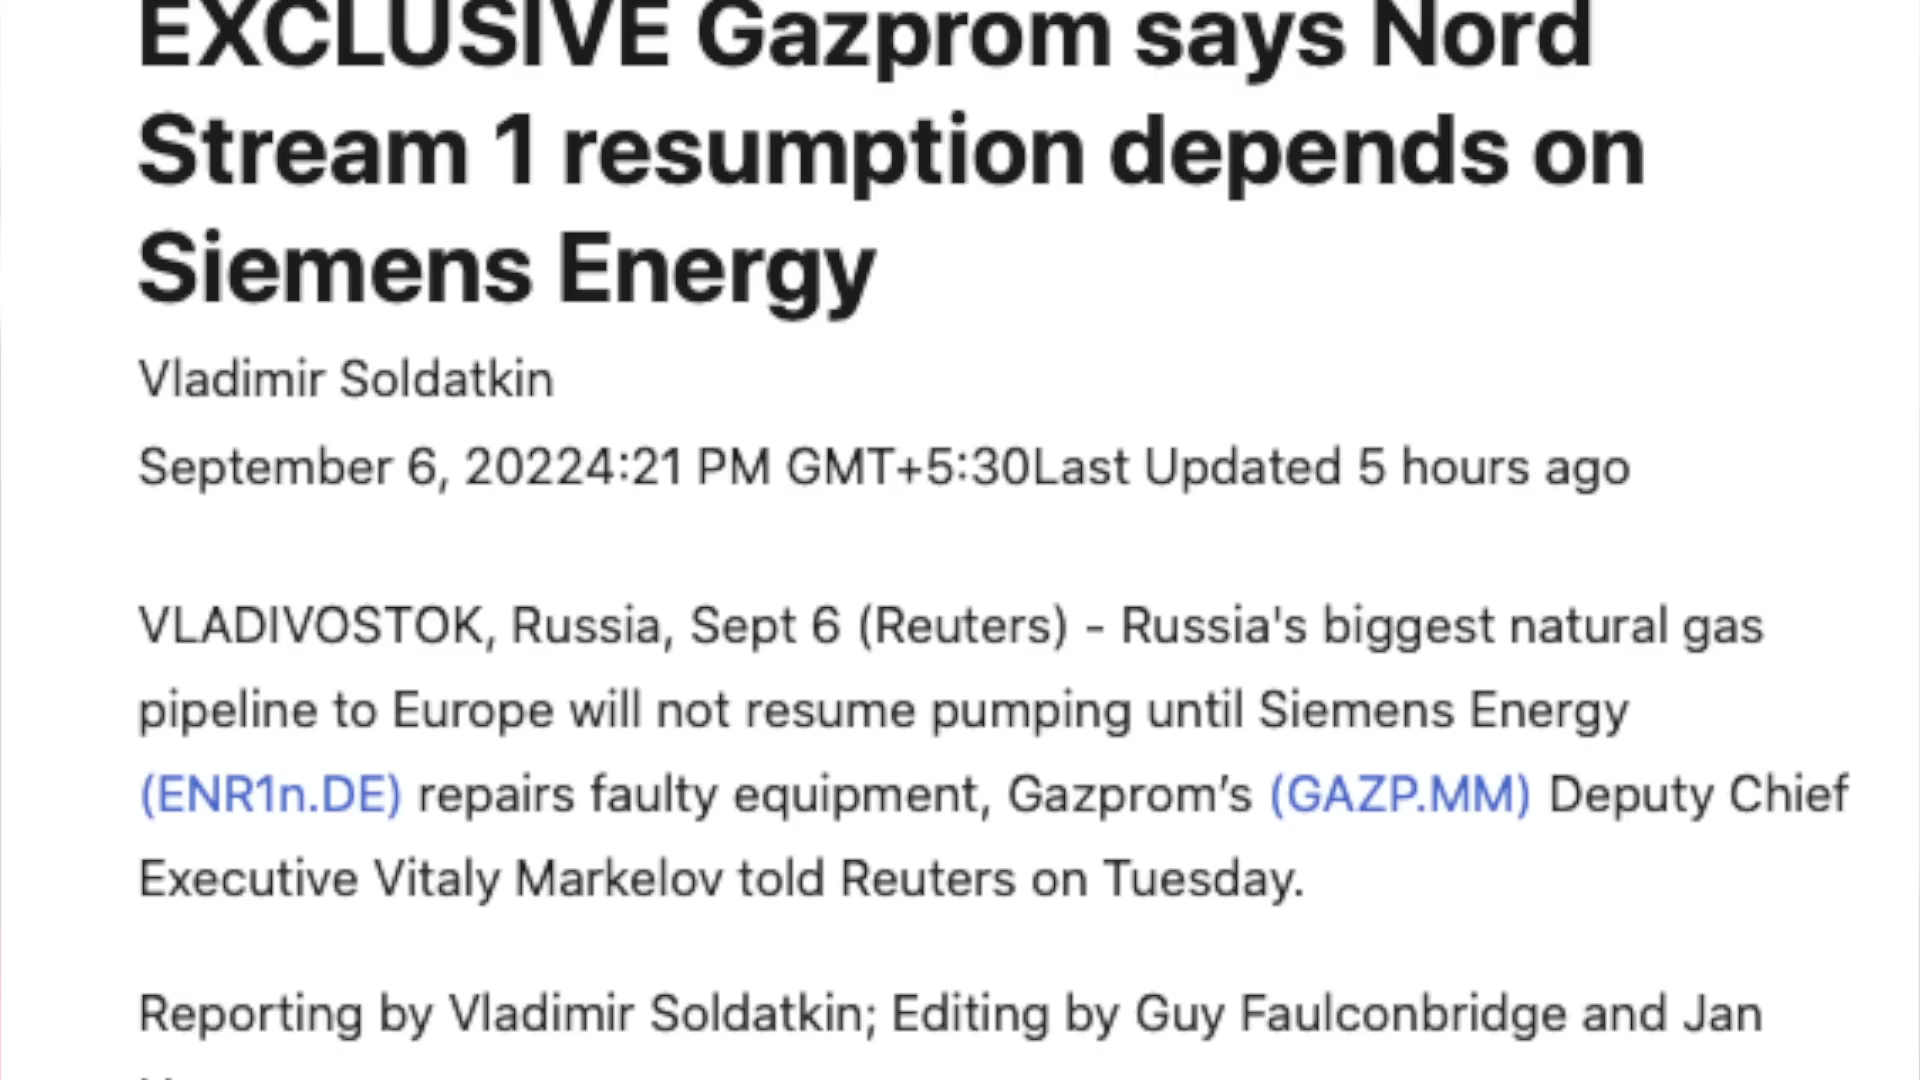 EXCLUSIVE Gazprom says Nord
Stream 1 resumption depends on
Siemens Energy
Vladimir Soldatkin
September 6, 20224:21 PM GMT+5:30Last Updated 5 hours ago
VLADIVOSTOK, Russia, Sept 6 (Reuters) - Russia's biggest natural gas
pipeline to Europe will not resume pumping until Siemens Energy
(ENR1n.DE) repairs faulty equipment, Gazprom’s (GAZP.MM) Deputy Chief
Executive Vitaly Markelov told Reuters on Tuesday.
Reporting by Vladimir Soldatkin; Editing by Guy Faulconbridge and Jan